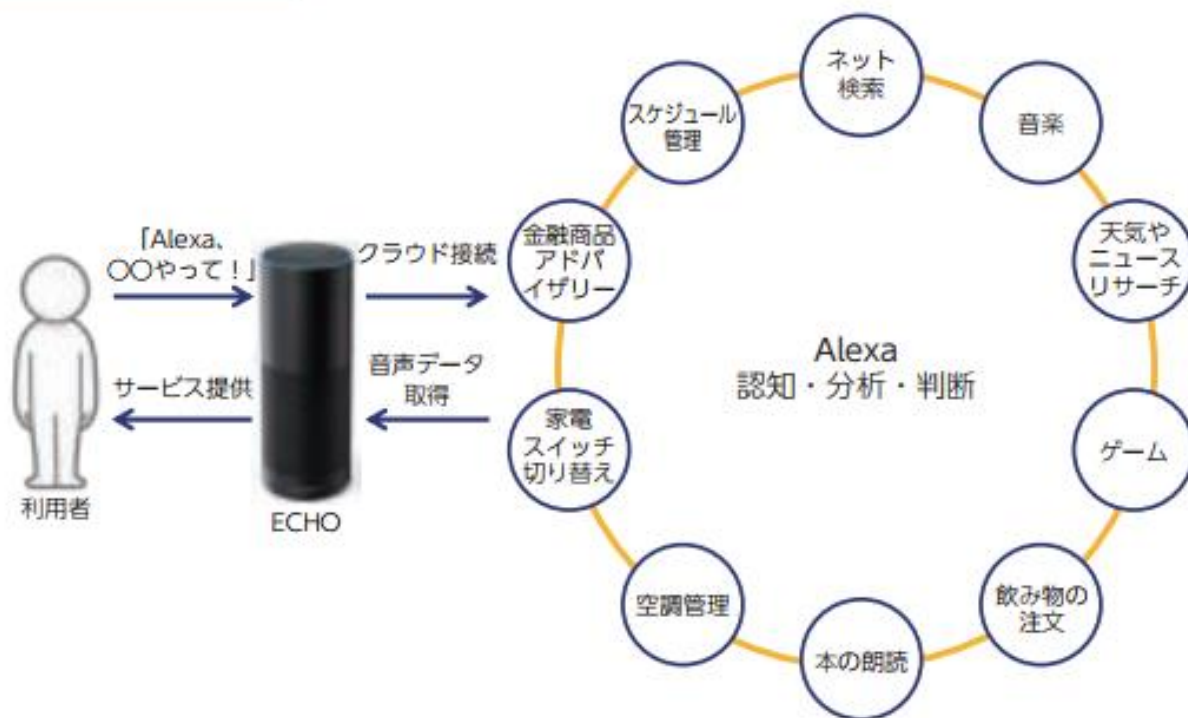 「Alexa、
〇〇やって！」
サービス提供
利用者
ECHO
クラウド接続
音声データ
取得
ネット
検索
音楽
天気や
ニュース
リサーチ
ゲーム
飲み物の
注文
本の朗読
空調管理
家電
スイッチ
切り替え
金融商品
アドバ
イザリー
スケジュール
管理
Alexa
認知・分析・判断